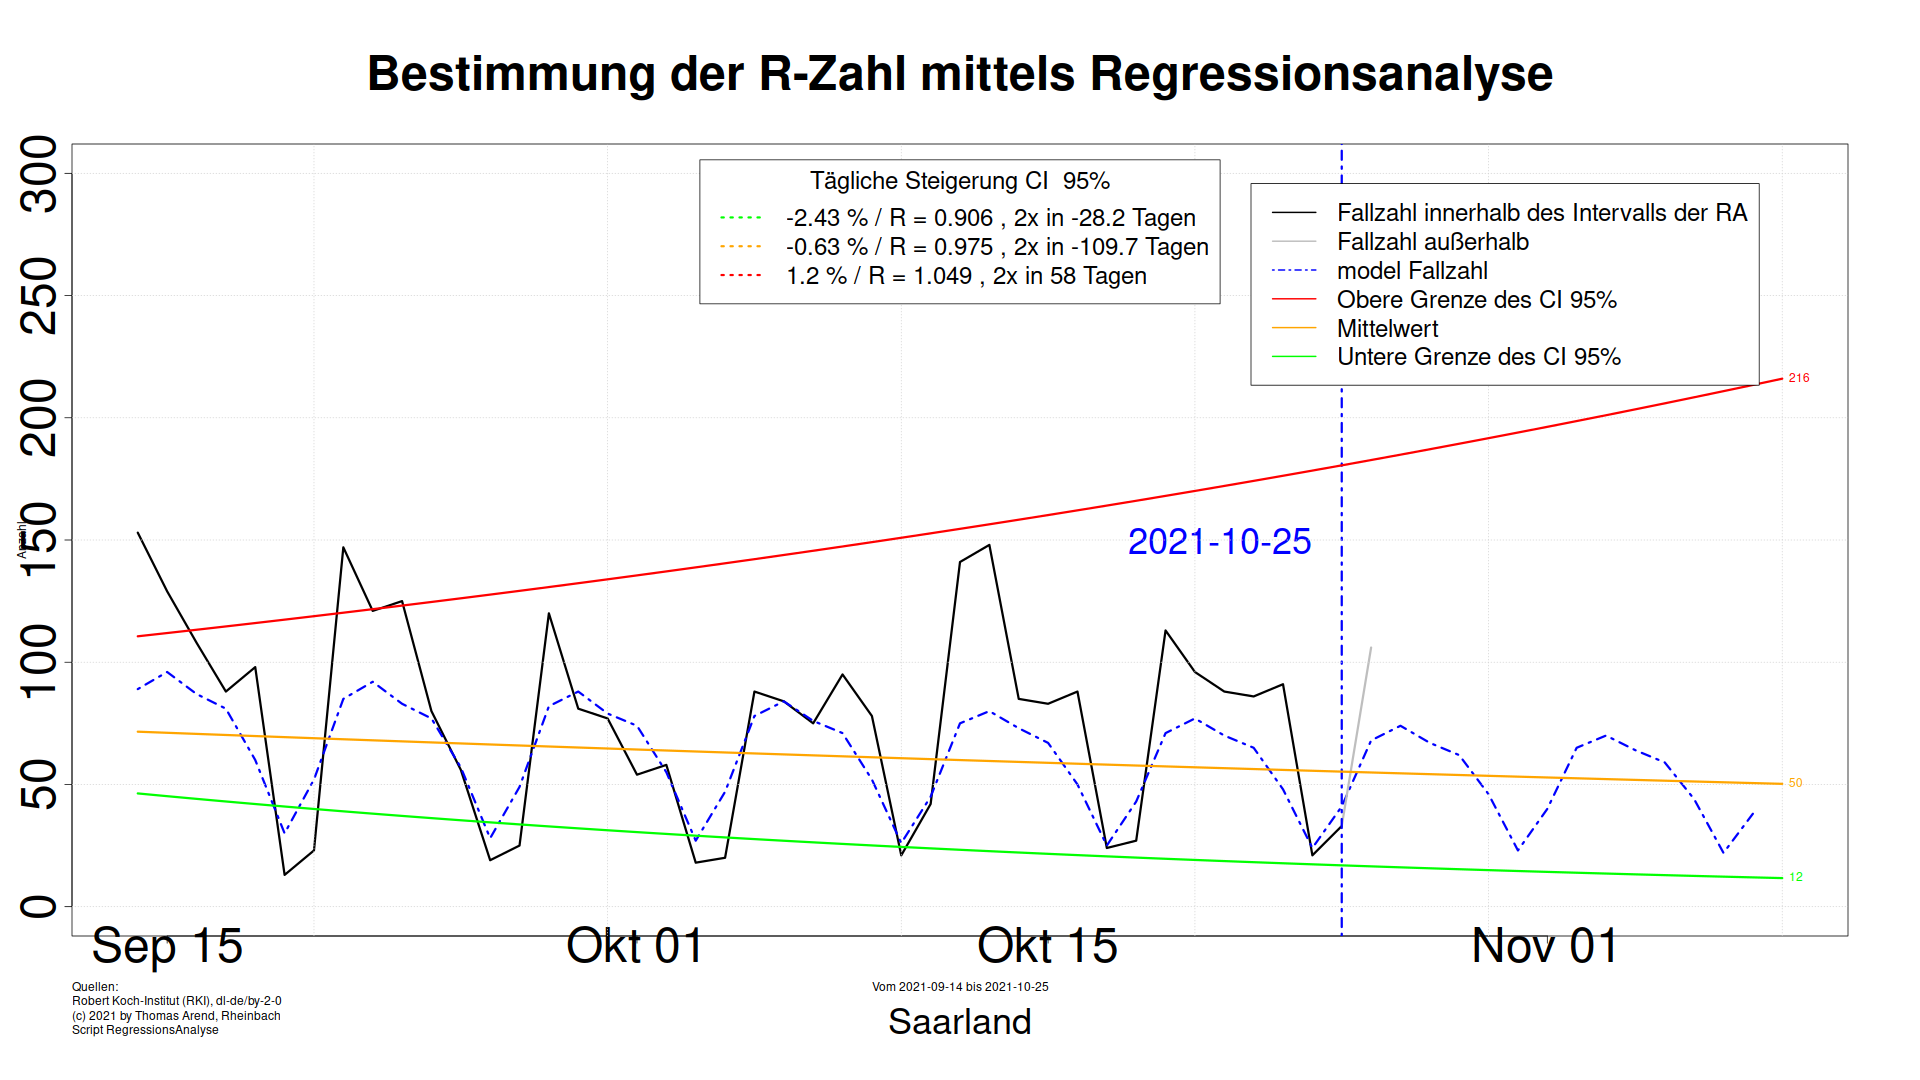 Bestimmung der R-Zahl mittels Regressionsanalyse
Tägliche Steigerung CI 95%
-2.43 % / R = 0.906 , 2x in -28.2 Tagen
-0.63 % / R = 0.975 , 2x in -109.7 Tagen
1.2 % / R = 1.049 , 2x in 58 Tagen
Fallzahl innerhalb des Intervalls der RA
Fallzahl außerhalb
model Fallzahl
Obere Grenze des CI 95%
Mittelwert
Untere Grenze des CI 95%
300
250
200
150
100
50
0
Anzahl
216
2021-10-25
50
12
Sep 15
Okt 01
Okt 15
Nov 01
Quellen:
Robert Koch-Institut (RKI), dl-de/by-2-0
(c) 2021 by Thomas Arend, Rheinbach
Script RegressionsAnalyse
Vom 2021-09-14 bis 2021-10-25
Saarland